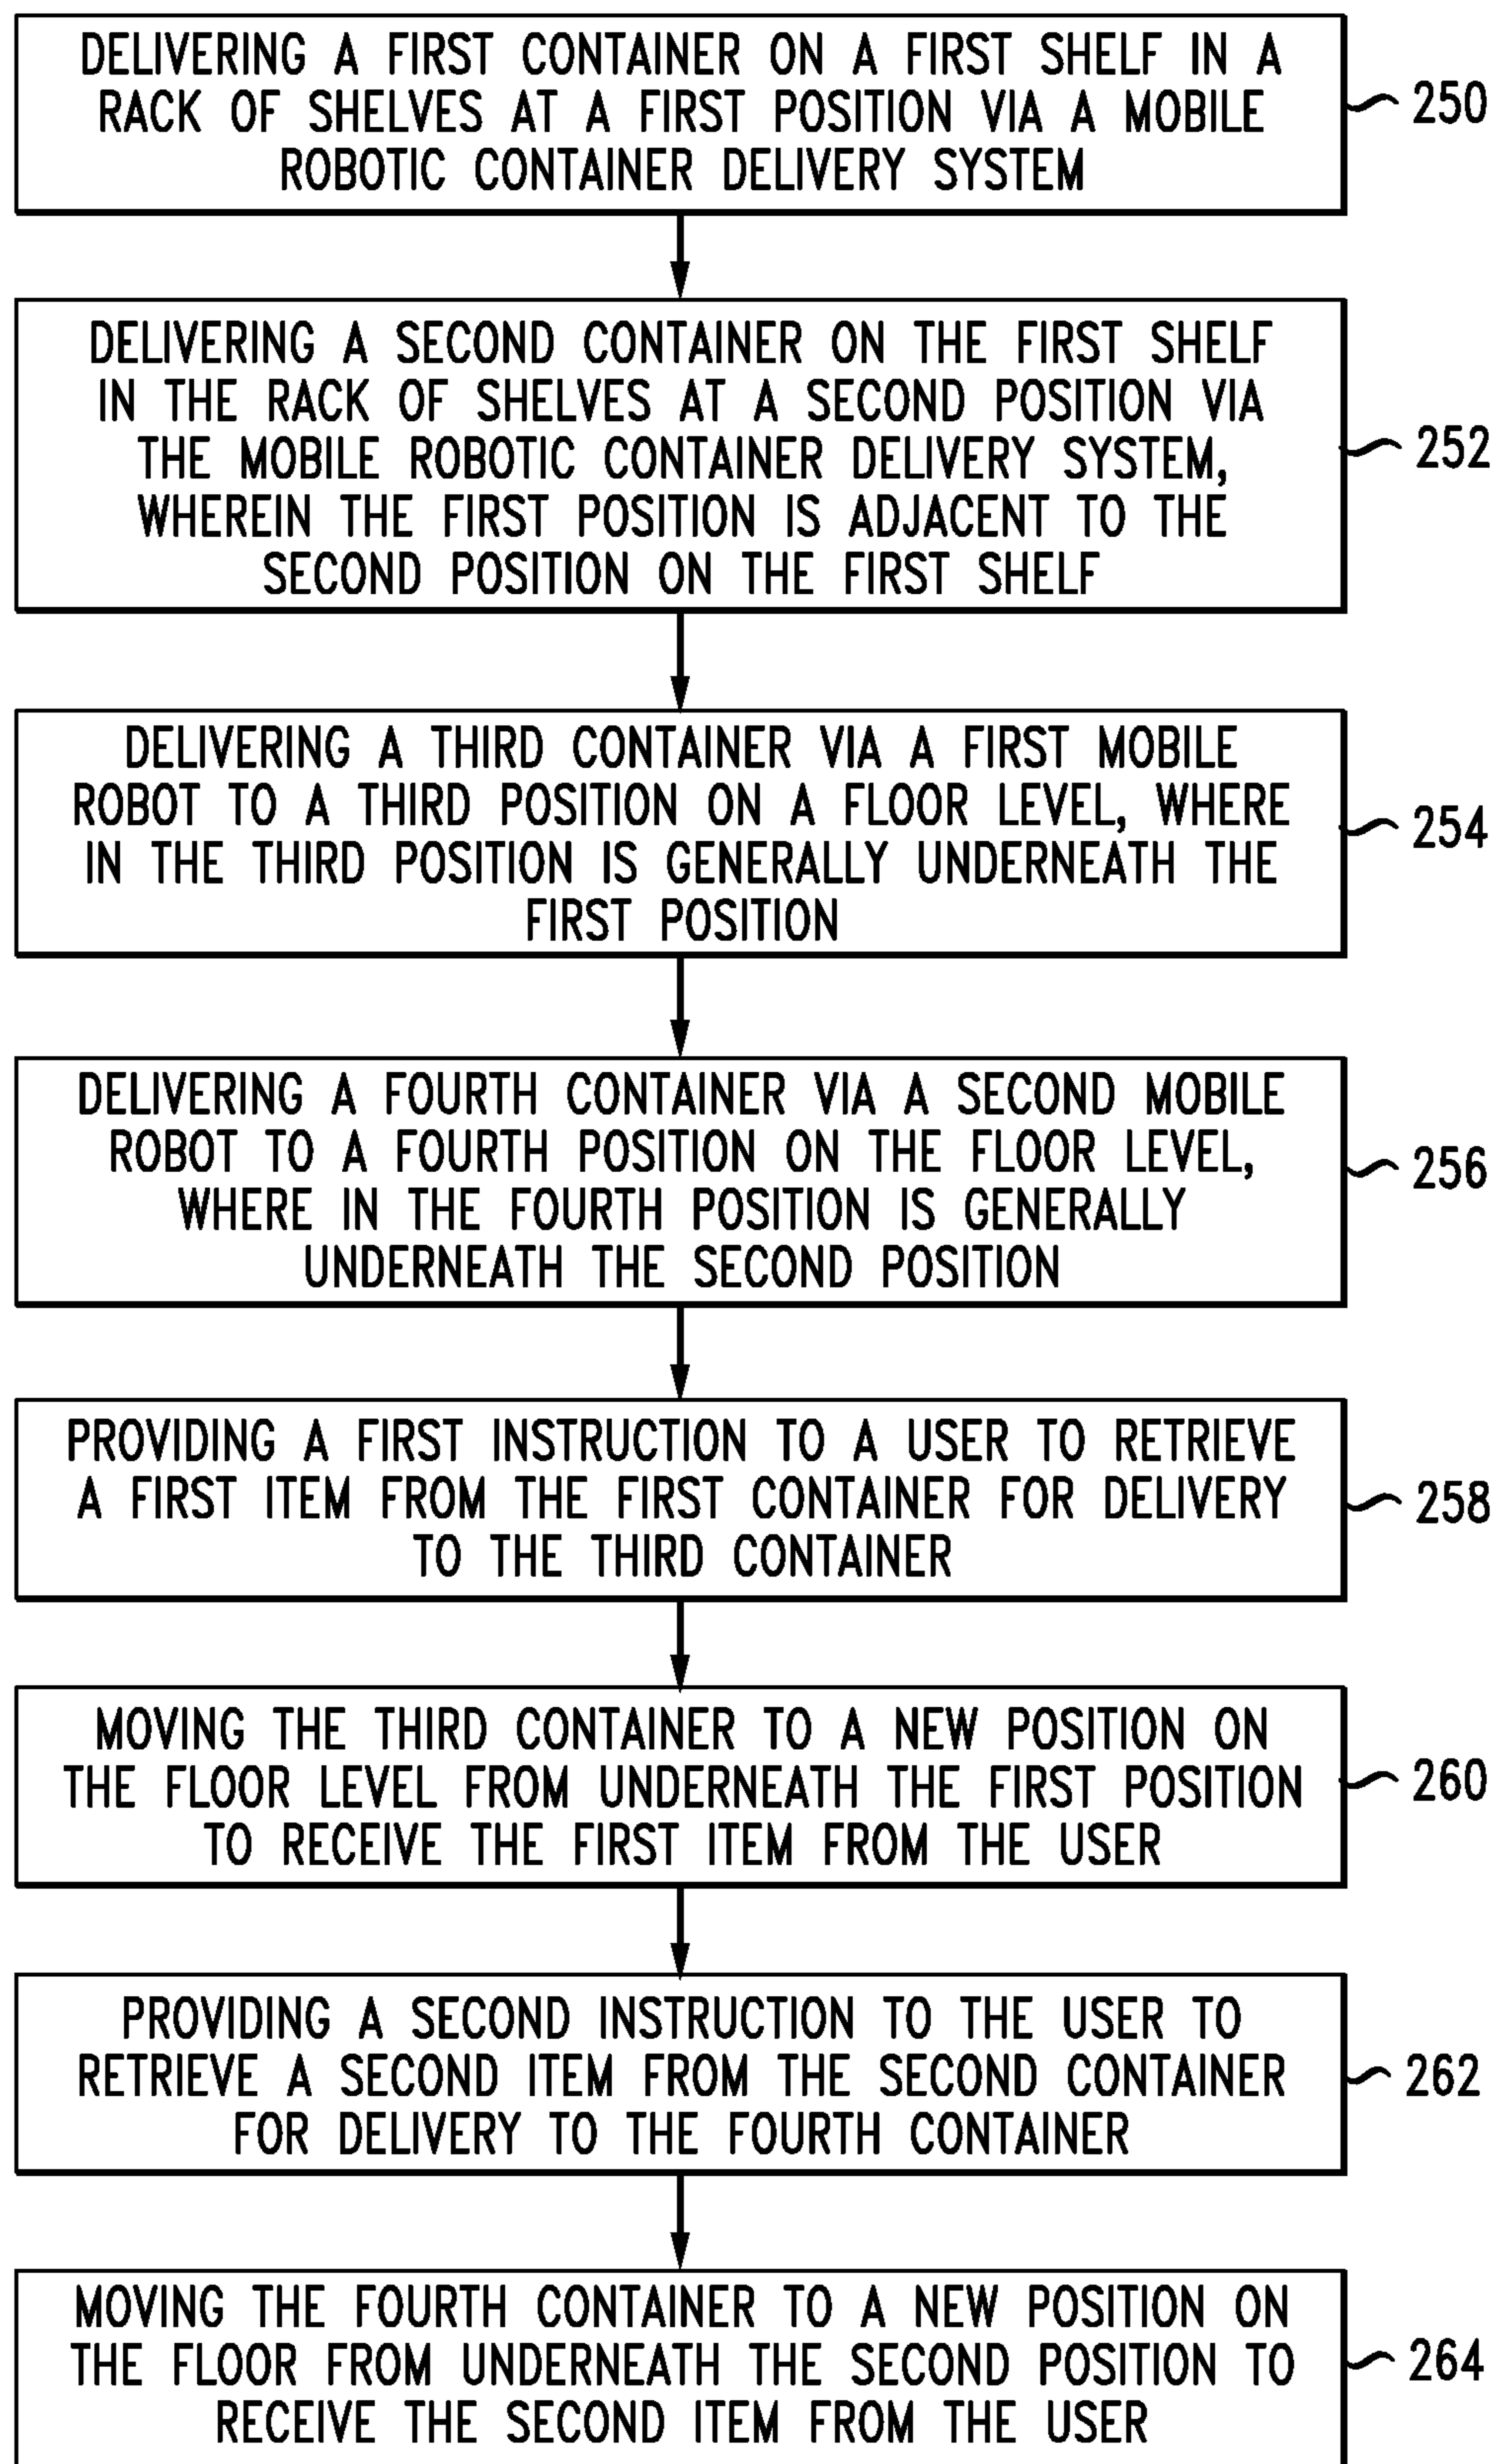 DELIVERING A FIRST CONTAINER ON A FIRST SHELF IN A
RACK OF SHELVES AT A FIRST POSITION VIA A MOBILE
ROBOTIC CONTAINER DELIVERY SYSTEM
250
DELIVERING A SECOND CONTAINER ON THE FIRST SHELF
IN THE RACK OF SHELVES AT A SECOND POSITION VIA
THE MOBILE ROBOTIC CONTAINER DELIVERY SYSTEM,
WHEREIN THE FIRST POSITION IS ADJACENT TO THE
SECOND POSITION ON THE FIRST SHELF
252
DELIVERING A THIRD CONTAINER VIA A FIRST MOBILE
ROBOT TO A THIRD POSITION ON A FLOOR LEVEL, WHERE
IN THE THIRD POSITION IS GENERALLY UNDERNEATH THE
FIRST POSITION
254
DELIVERING A FOURTH CONTAINER VIA A SECOND MOBILE
ROBOT TO A FOURTH POSITION ON THE FLOOR LEVEL,
WHERE IN THE FOURTH POSITION IS GENERALLY
UNDERNEATH THE SECOND POSITION
256
PROVIDING A FIRST INSTRUCTION TO A USER TO RETRIEVE
A FIRST ITEM FROM THE FIRST CONTAINER FOR DELIVERY
TO THE THIRD CONTAINER
258
MOVING THE THIRD CONTAINER TO A NEW POSITION ON
THE FLOOR LEVEL FROM UNDERNEATH THE FIRST POSITION
TO RECEIVE THE FIRST ITEM FROM THE USER
260
PROVIDING A SECOND INSTRUCTION TO THE USER TO
RETRIEVE A SECOND ITEM FROM THE SECOND CONTAINER
FOR DELIVERY TO THE FOURTH CONTAINER
262
MOVING THE FOURTH CONTAINER TO A NEW POSITION ON
THE FLOOR FROM UNDERNEATH THE SECOND POSITION TO
RECEIVE THE SECOND ITEM FROM THE USER
264